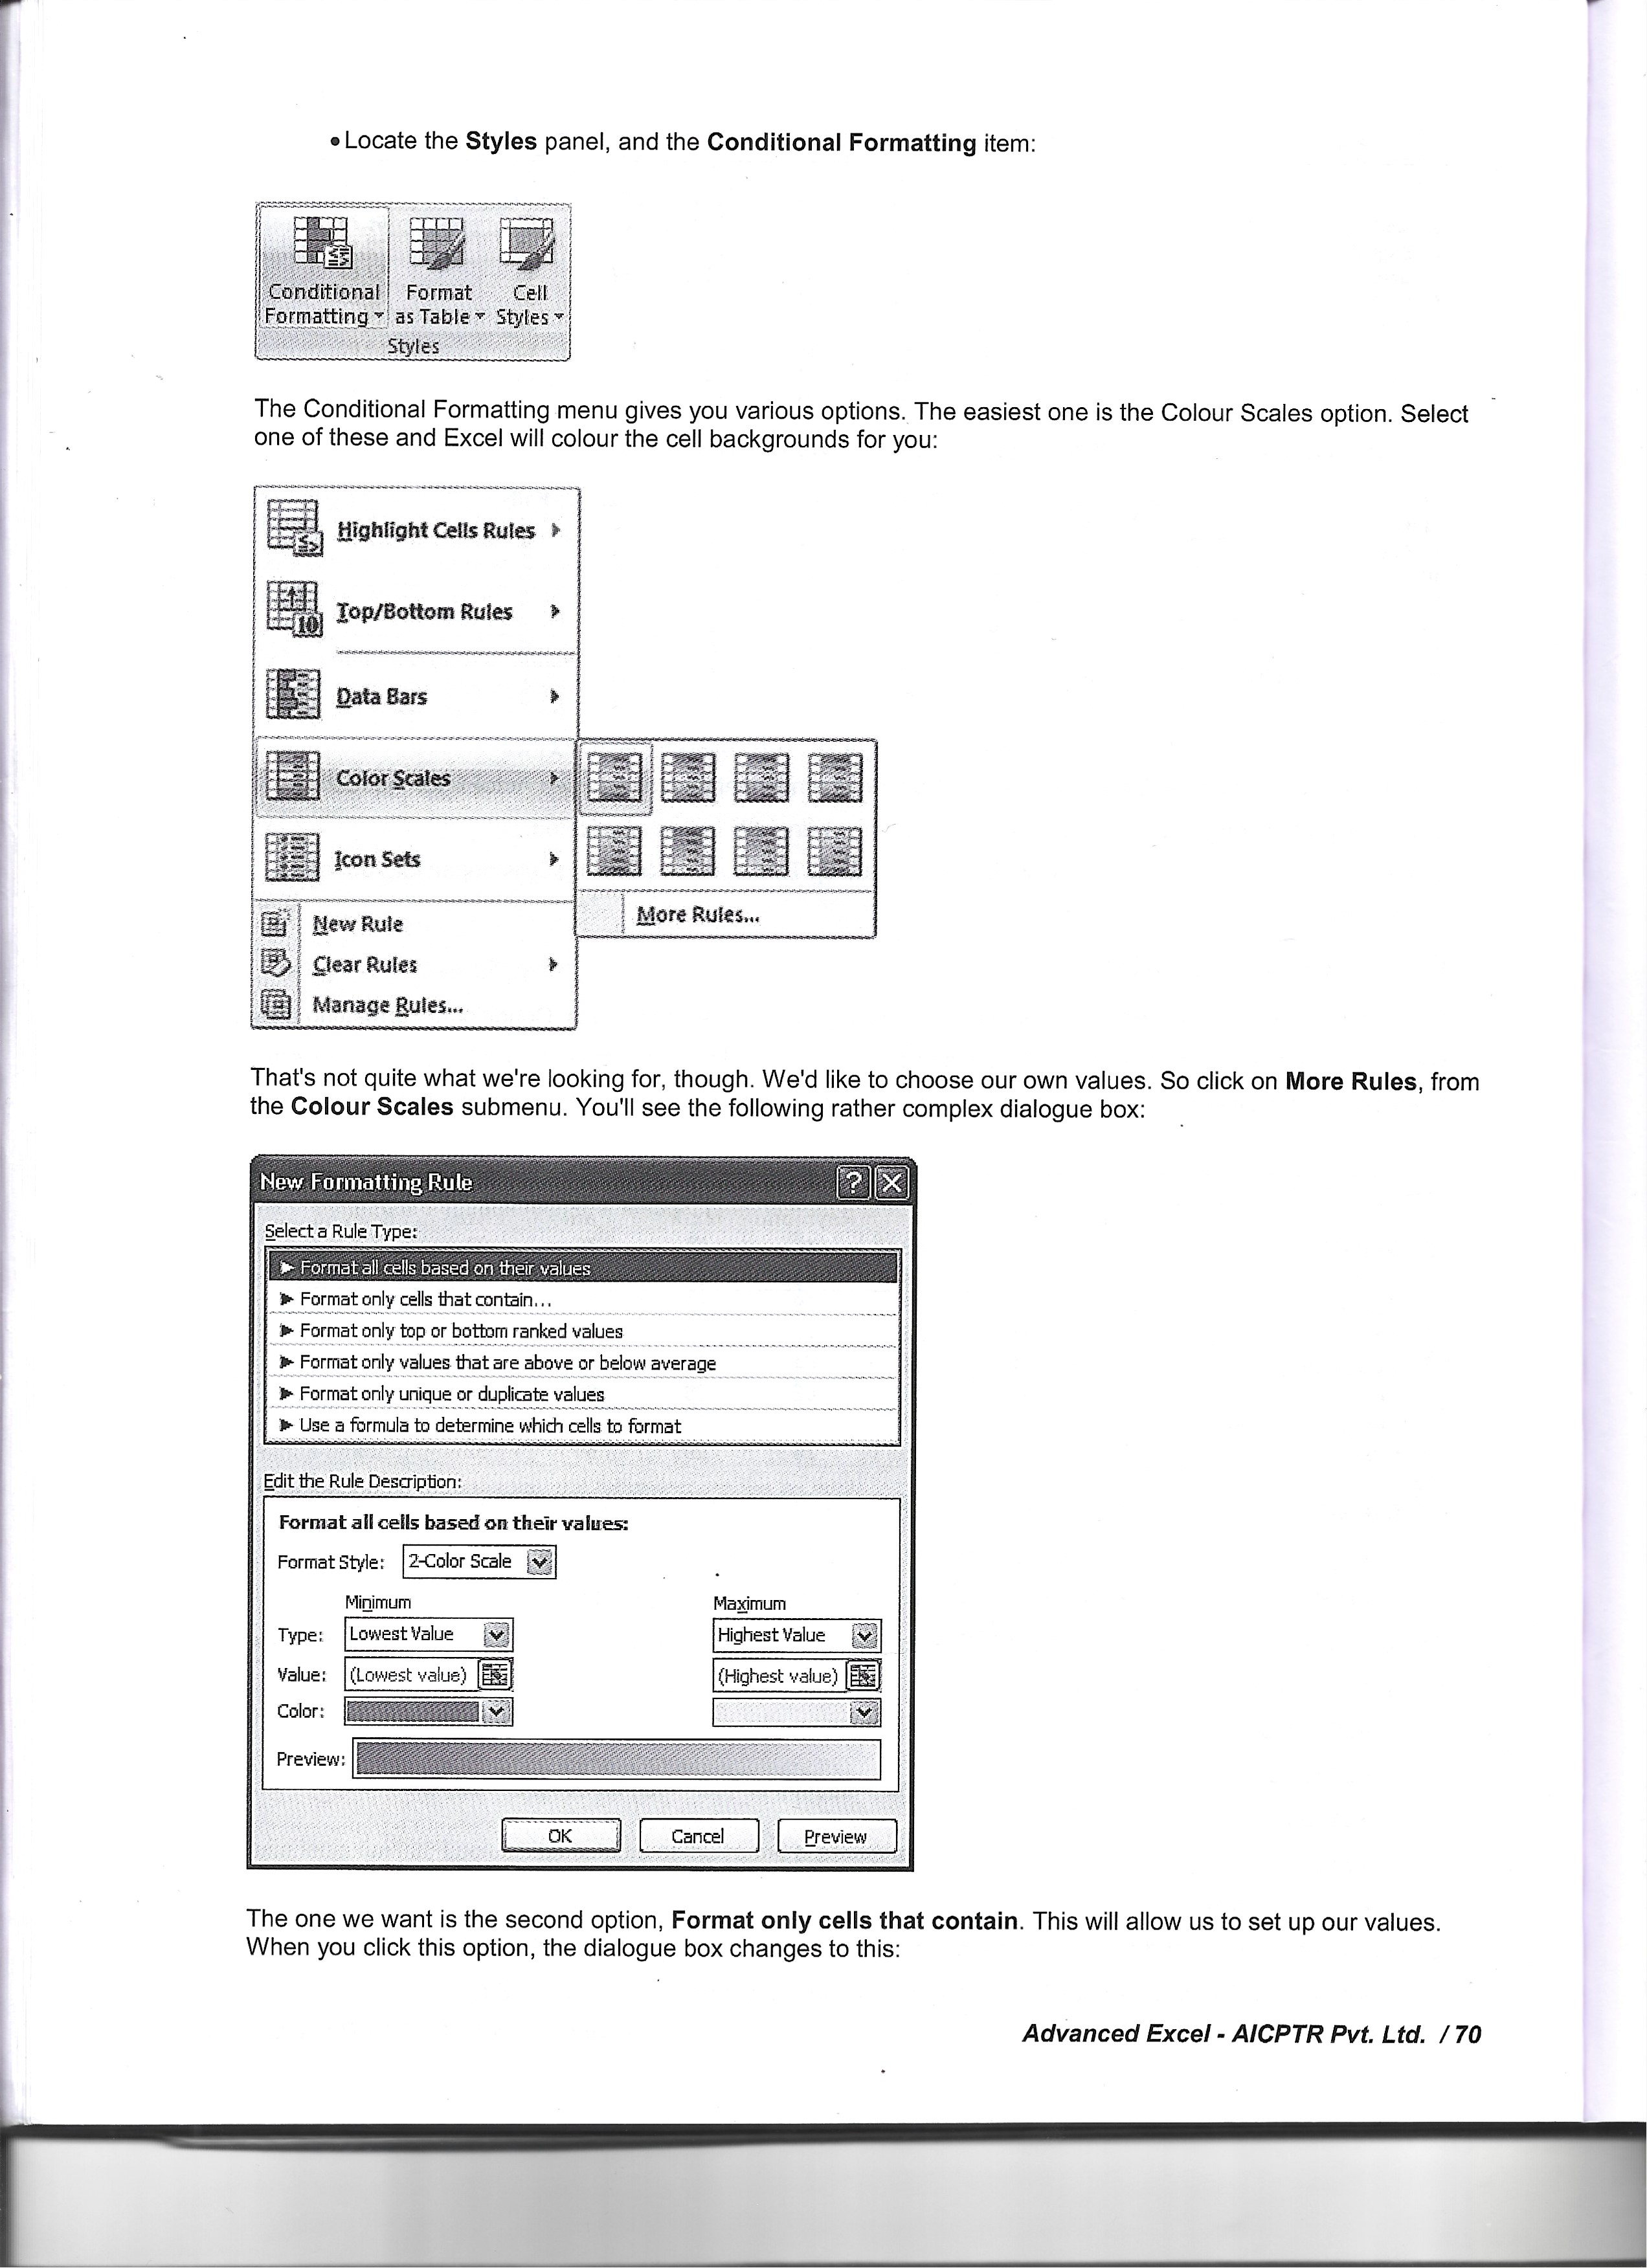 • Locate the Styles panel, and the Conditional Formatting item:
Conditional Formatting
Format as Table
Cell Styles
Styles
The Conditional Formatting menu gives you various options. The easiest one is the Colour Scales option. Select
one of these and Excel will colour the cell backgrounds for you:
Highlight Cells Rules
10
Top/Bottom Rules
Data Bars
Color Scales
Icon Sets
More Rules...
New Rule
Clear Rules
Manage Rules...
That's not quite what we're looking for, though. We'd like to choose our own values. So click on More Rules, from
the Colour Scales submenu. You'll see the following rather complex dialogue box:
New Formatting Rule
Select a Rule Type:
► Format all cells based on their values
► Format only cells that contain...
► Format only top or bottom ranked values
► Format only values that are above or below average
► Format only unique or duplicate values
► Use a formula to determine which cells to format
Edit the Rule Description:
Format all cells based on their values:
Format Style: 2-Color Scale
Minimum Maximum
Type: Lowest Value Highest Value
Value: (Lowest value) (Highest value)
Color:
Preview:
OK Cancel Preview
The one we want is the second option, Format only cells that contain. This will allow us to set up our values.
When you click this option, the dialogue box changes to this:
Advanced Excel - AICPTR Pvt. Ltd. / 70